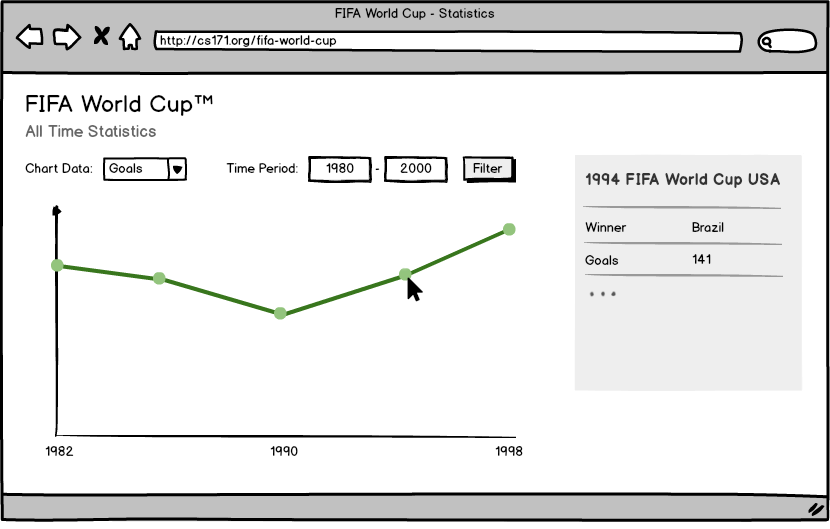 FIFA World Cup - Statistics
http://cs171.org/fifa-world-cup
FIFA World Cup™
All Time Statistics
Chart Data: Goals Time Period: 1980 - 2000 Filter
1994 FIFA World Cup USA
Winner Brazil
Goals 141
...
1982 1990 1998